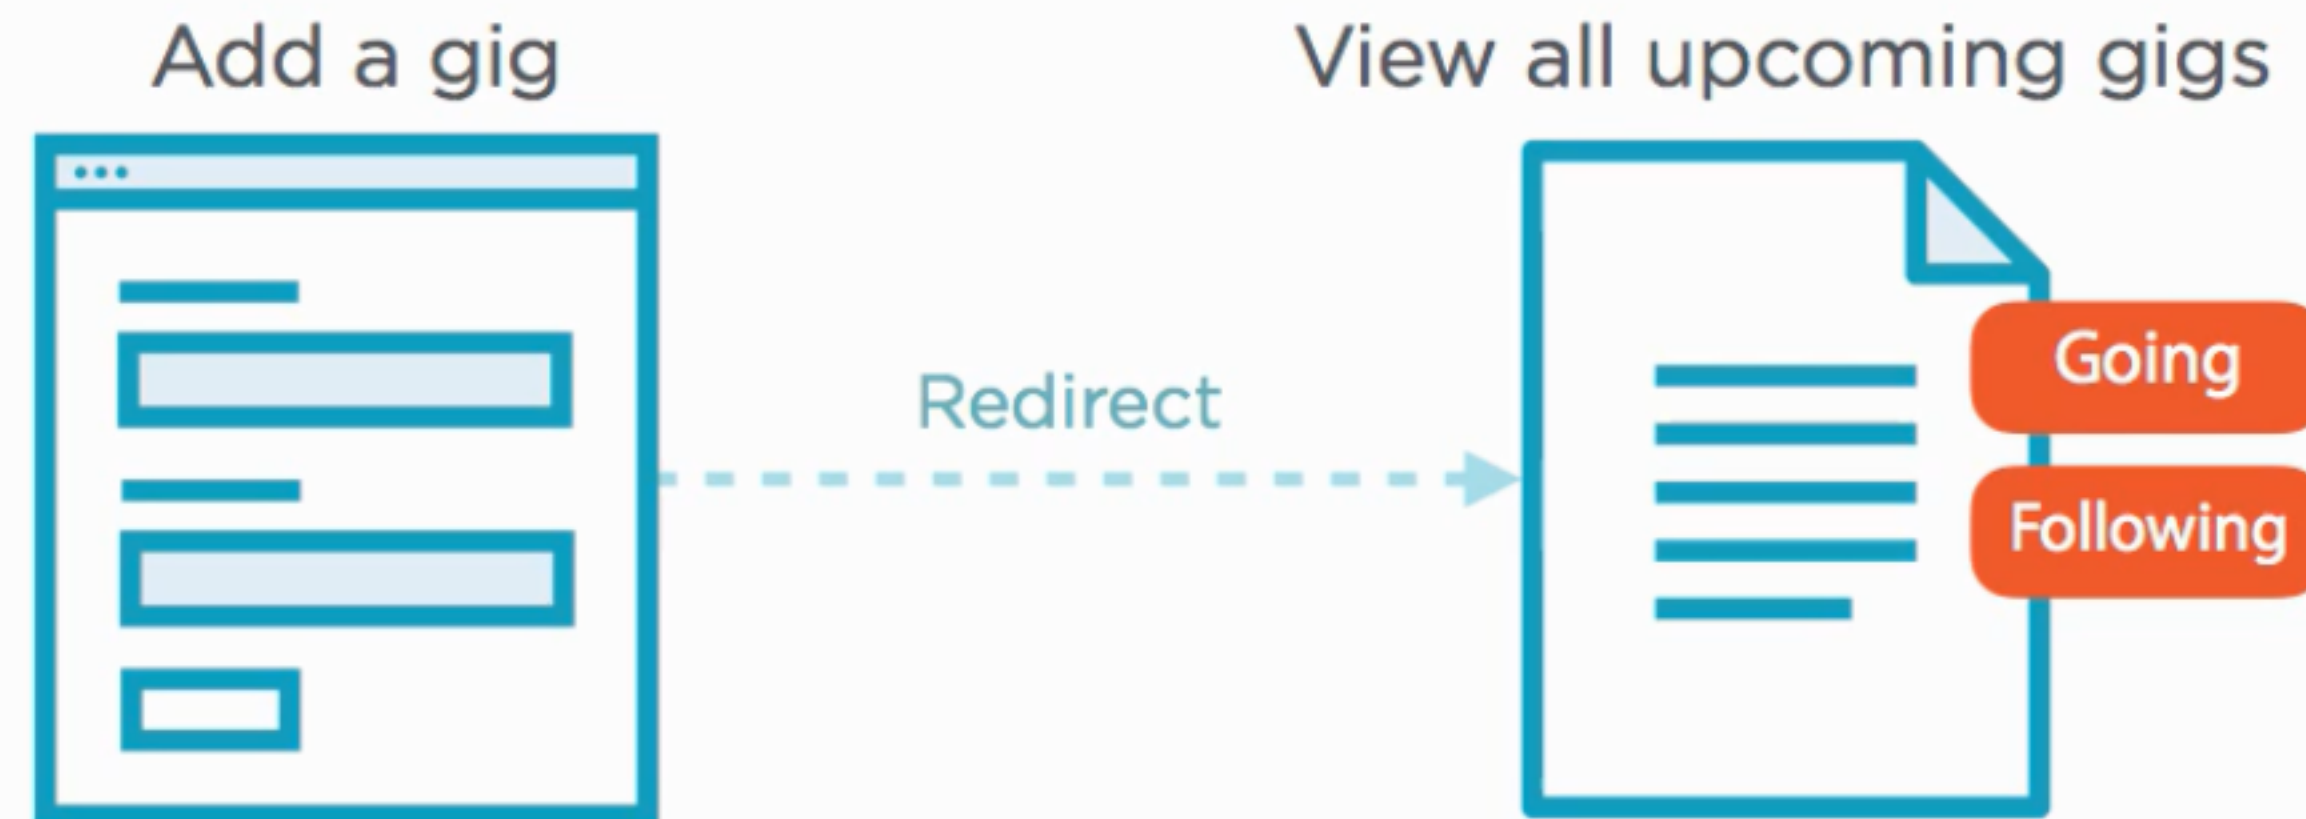 Add a gig
View all upcoming gigs
Redirect
Going
Following